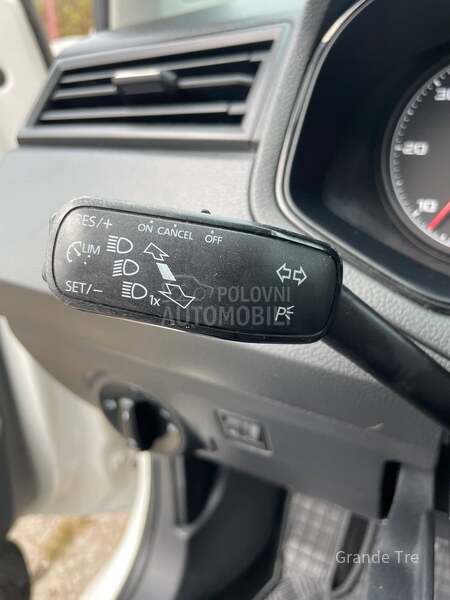 RES/+
ON CANCEL OFF
LIM
SET/-
1x
P
POLOVNI
AUTOMOBILI
30
20
10
Grande Tre